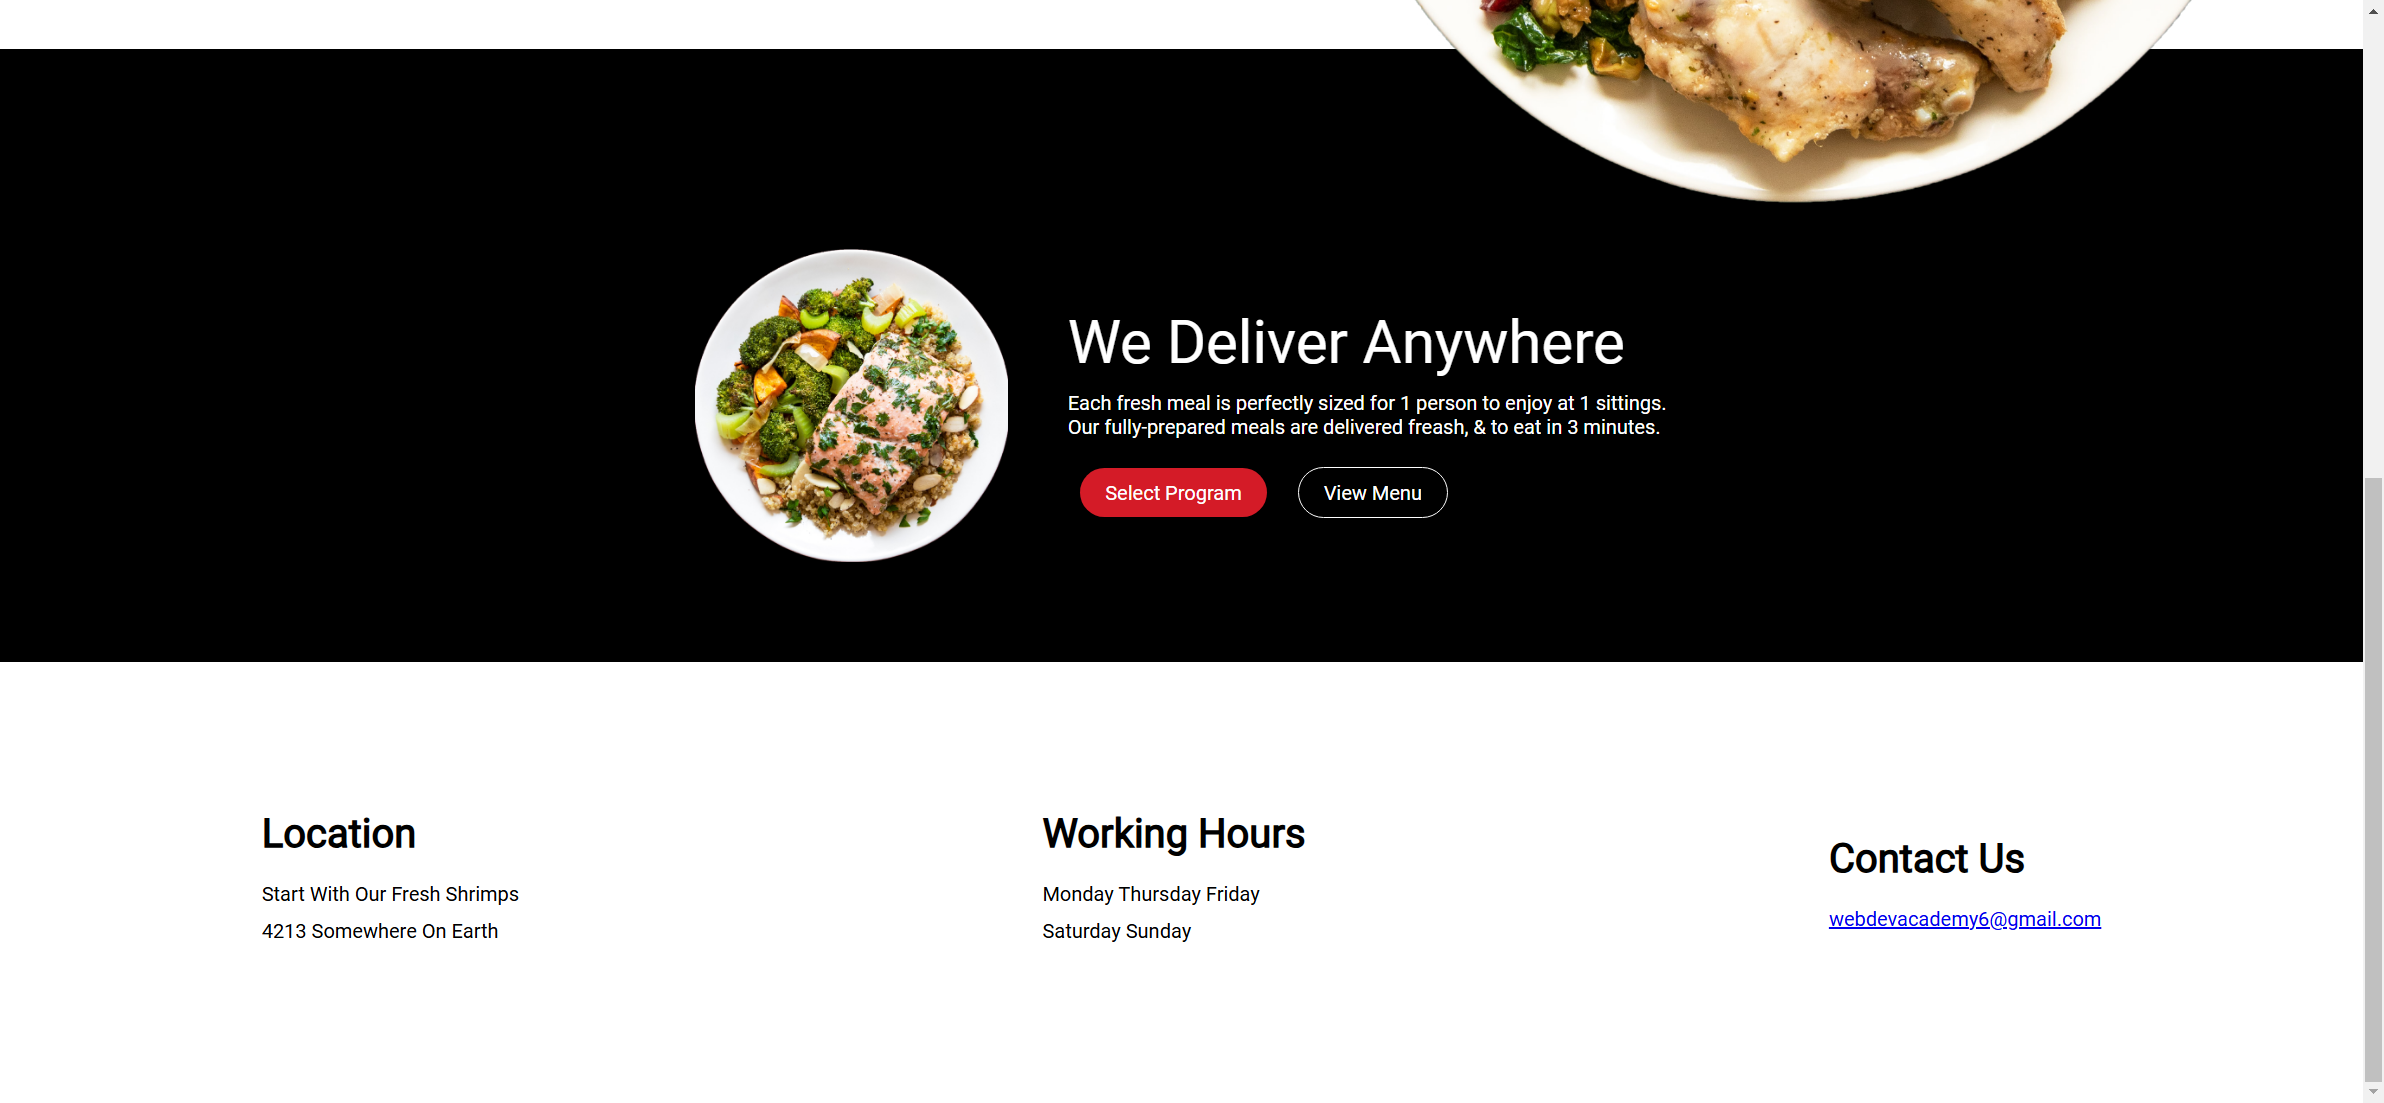 We Deliver Anywhere
Each fresh meal is perfectly sized for 1 person to enjoy at 1 sittings.
Our fully-prepared meals are delivered freash, & to eat in 3 minutes.
Select Program
View Menu
Location
Start With Our Fresh Shrimps
4213 Somewhere On Earth
Working Hours
Monday Thursday Friday
Saturday Sunday
Contact Us
webdevacademy6@gmail.com